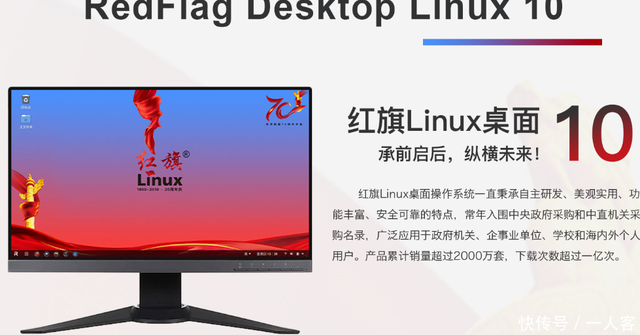 RedFlag Desktop Linux 10
红旗Linux桌面 10
承前启后，纵横未来！
红旗®
Linux
红旗Linux桌面操作系统一直秉承自主研发、美观实用、功
能丰富、安全可靠的特点，常年入围中央政府采购和中直机关采
购名录，广泛应用于政府机关、企事业单位、学校和海内外个人
用户。产品累计销量超过2000万套，下载次数超过一亿次。
快传号／一人客